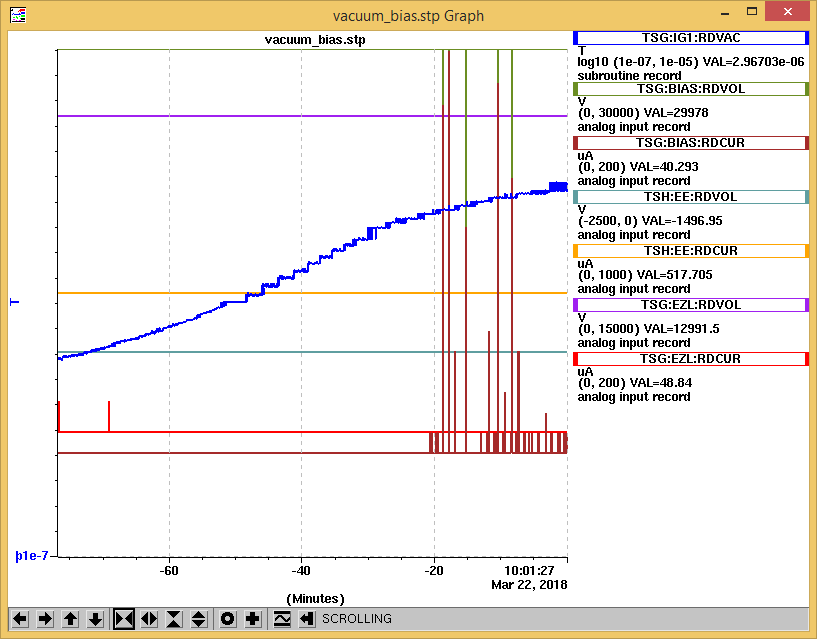 vacuum_bias.stp Graph
vacuum_bias.stp
TSG:IG1:RDVAC
T
log10 (1e-07, 1e-05) VAL=2.96703e-06
subroutine record
TSG:BIAS:RDVOL
V
(0, 30000) VAL=29978
analog input record
TSG:BIAS:RDCUR
uA
(0, 200) VAL=40.293
analog input record
TSH:EE:RDVOL
V
(-2500, 0) VAL=-1496.95
analog input record
TSH:EE:RDCUR
uA
(0, 1000) VAL=517.705
analog input record
TSG:EZL:RDVOL
V
(0, 15000) VAL=12991.5
analog input record
TSG:EZL:RDCUR
uA
(0, 200) VAL=48.84
analog input record
T
1e-7
-60
-40
-20
10:01:27
Mar 22, 2018
(Minutes)
SCROLLING